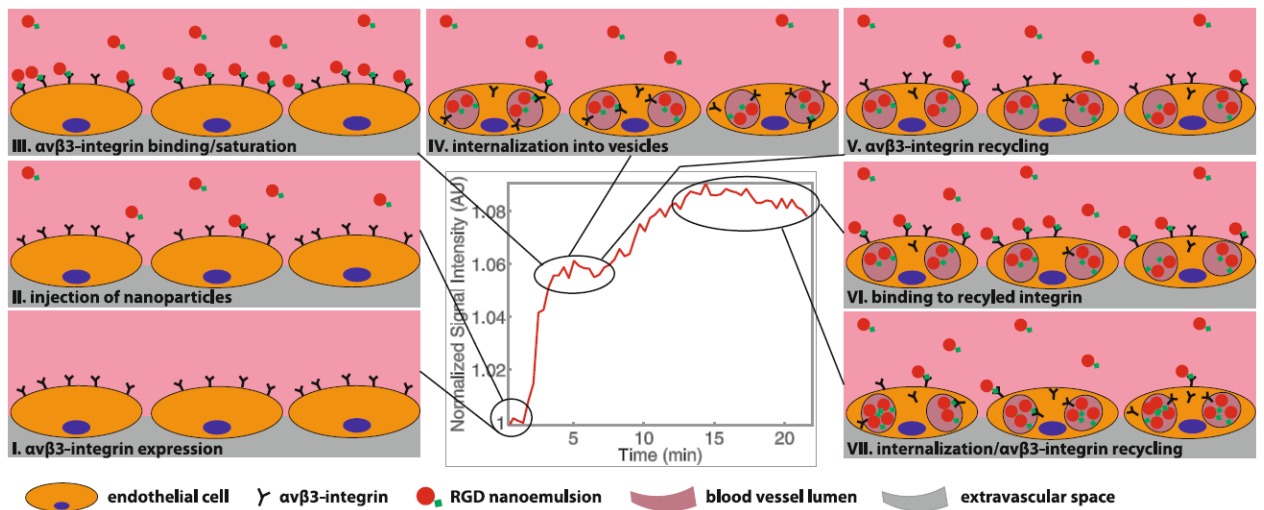 III. αvβ3-integrin binding/saturation
IV. internalization into vesicles
V. αvβ3-integrin recycling
II. injection of nanoparticles
VI. binding to recyled integrin
I. αvβ3-integrin expression
VII. internalization/αvβ3-integrin recycling
Normalized Signal Intensity (AU)
1.08
1.06
1.04
1.02
1
5
10
15
20
Time (min)
endothelial cell
αvβ3-integrin
RGD nanoemulsion
blood vessel lumen
extravascular space